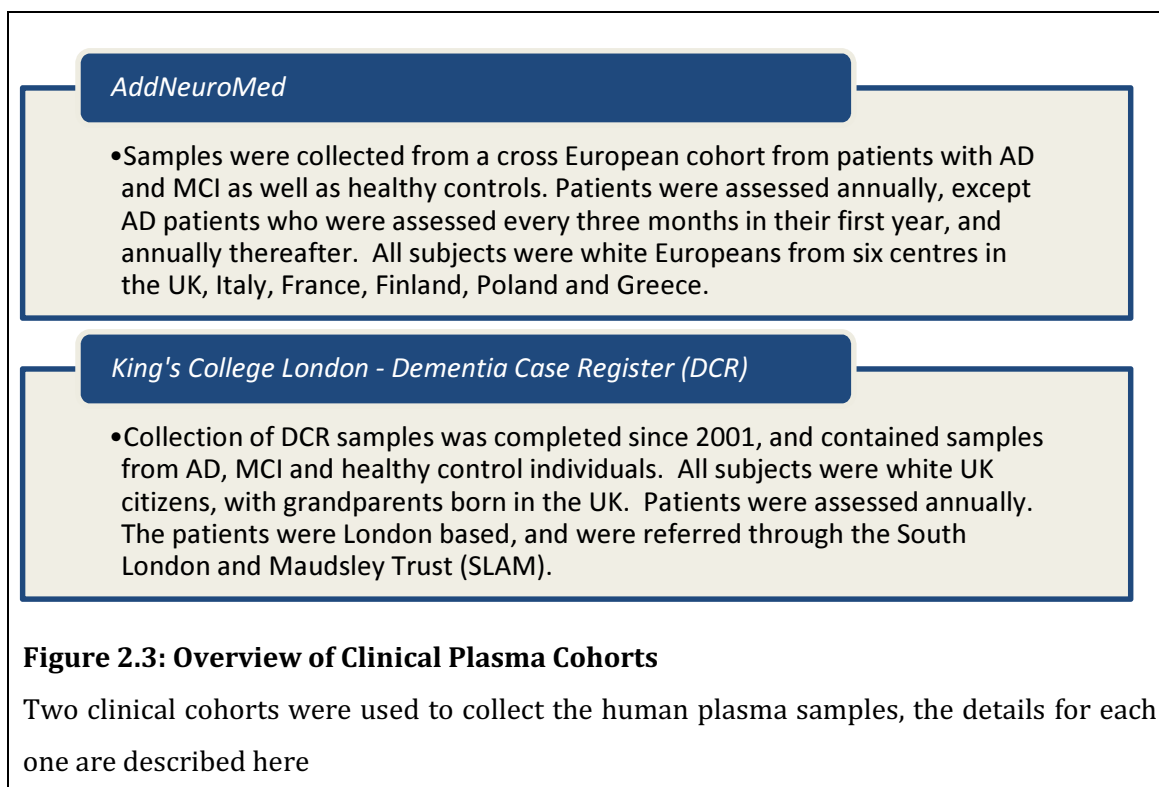 AddNeuroMed
•Samples were collected from a cross European cohort from patients with AD
and MCI as well as healthy controls. Patients were assessed annually, except
AD patients who were assessed every three months in their first year, and
annually thereafter.  All subjects were white Europeans from six centres in
the UK, Italy, France, Finland, Poland and Greece.
King's College London - Dementia Case Register (DCR)
•Collection of DCR samples was completed since 2001, and contained samples
from AD, MCI and healthy control individuals.  All subjects were white UK
citizens, with grandparents born in the UK.  Patients were assessed annually.
The patients were London based, and were referred through the South
London and Maudsley Trust (SLAM).
Figure 2.3: Overview of Clinical Plasma Cohorts
Two clinical cohorts were used to collect the human plasma samples, the details for each
one are described here